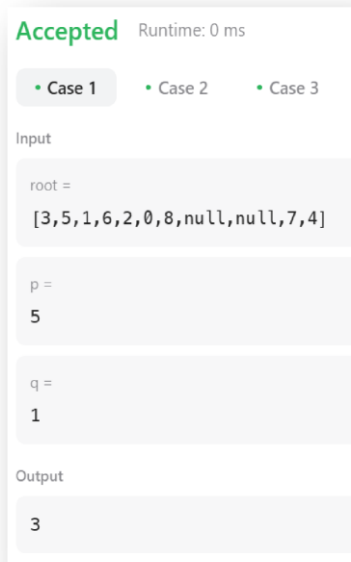 Accepted Runtime: 0 ms
• Case 1 • Case 2 • Case 3
Input
root =
[3,5,1,6,2,0,8,null,null,7,4]
p =
5
q =
1
Output
3